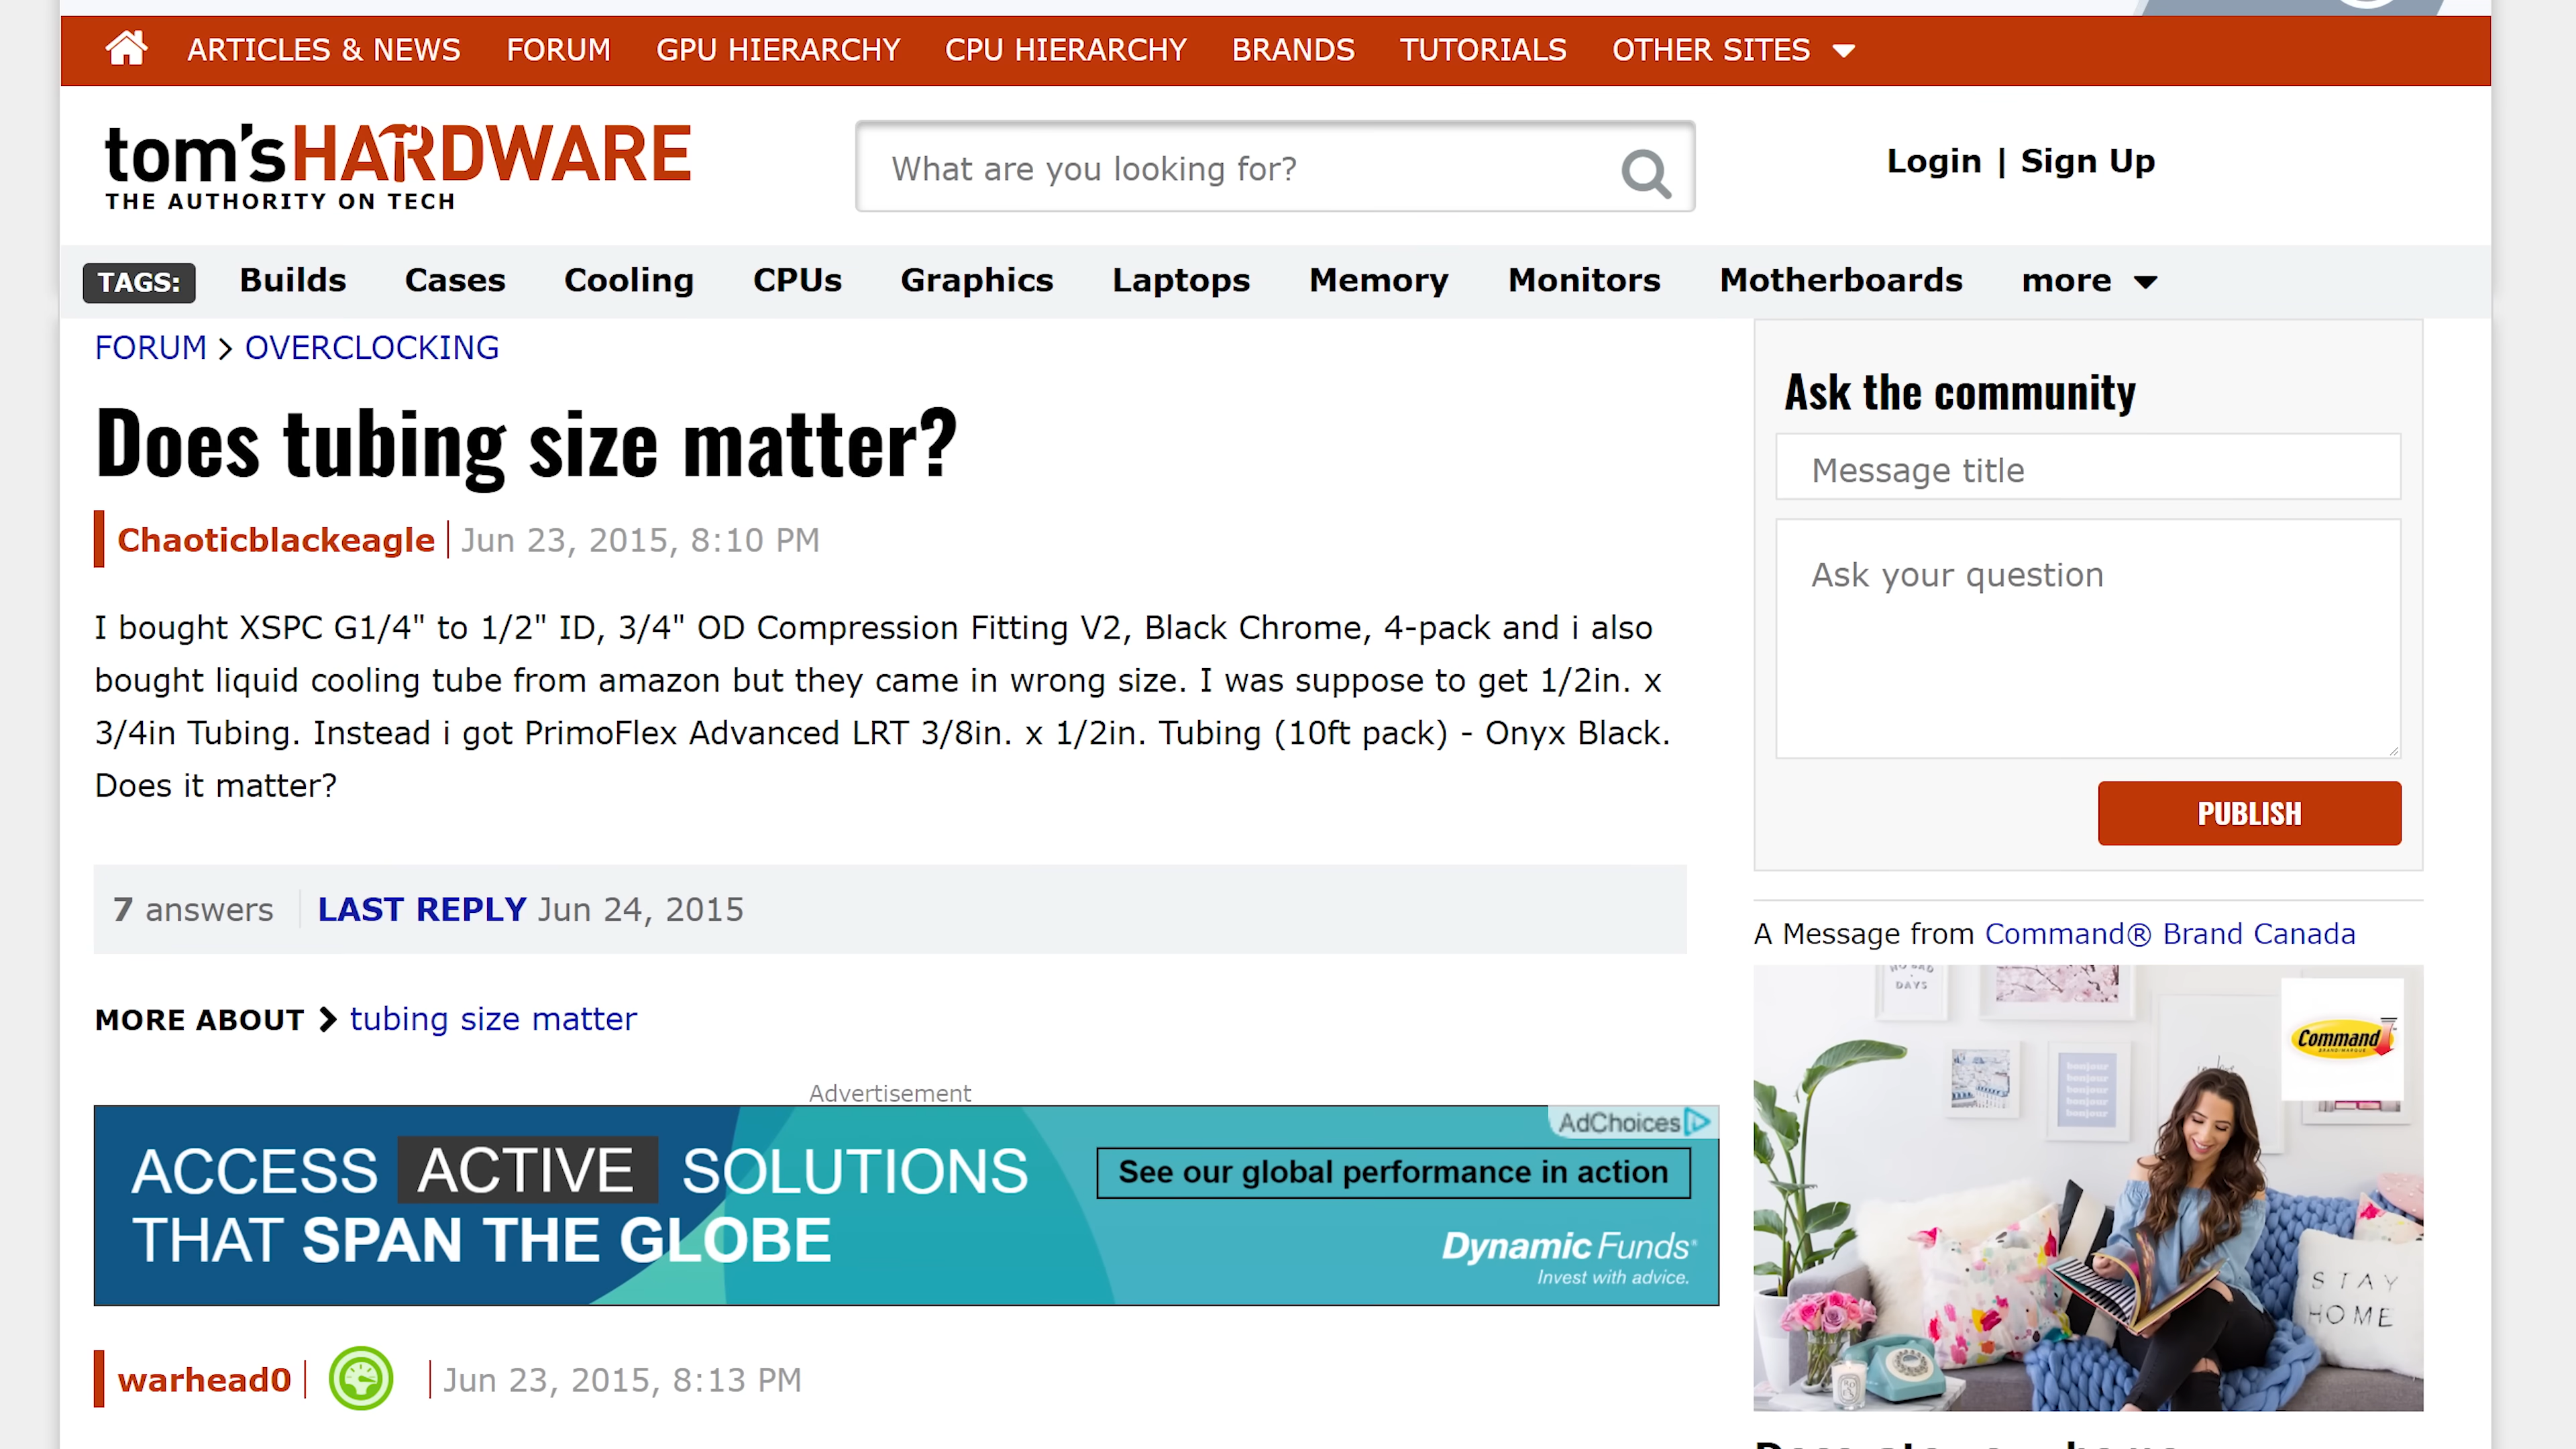 ARTICLES & NEWS FORUM GPU HIERARCHY CPU HIERARCHY BRANDS TUTORIALS OTHER SITES
tom's HARDWARE
THE AUTHORITY ON TECH
What are you looking for?
Login | Sign Up
TAGS: Builds Cases Cooling CPUs Graphics Laptops Memory Monitors Motherboards more
FORUM > OVERCLOCKING
Does tubing size matter?
Chaoticblackeagle | Jun 23, 2015, 8:10 PM
I bought XSPC G1/4" to 1/2" ID, 3/4" OD Compression Fitting V2, Black Chrome, 4-pack and i also
bought liquid cooling tube from amazon but they came in wrong size. I was suppose to get 1/2in. x
3/4in Tubing. Instead i got PrimoFlex Advanced LRT 3/8in. x 1/2in. Tubing (10ft pack) - Onyx Black.
Does it matter?
7 answers LAST REPLY Jun 24, 2015
MORE ABOUT > tubing size matter
Advertisement
AdChoices
ACCESS ACTIVE SOLUTIONS
THAT SPAN THE GLOBE
See our global performance in action
Dynamic Funds
Invest with advice.
warhead0 | Jun 23, 2015, 8:13 PM
Ask the community
Message title
Ask your question
PUBLISH
A Message from Command® Brand Canada
DAYS
bonjour
bonjour
bonjour
bonjour
Command
STAY
HOME